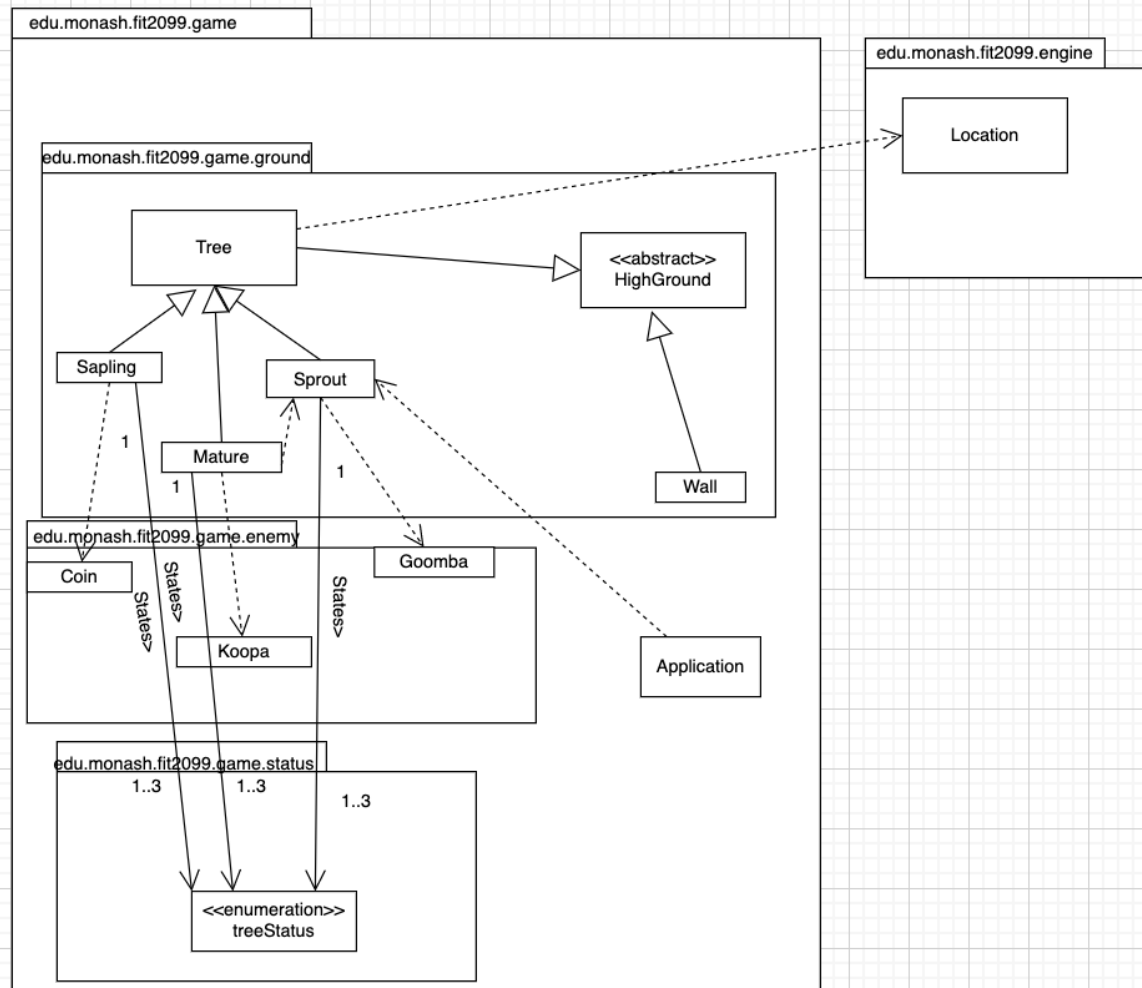 edu.monash.fit2099.game
edu.monash.fit2099.engine
Location
edu.monash.fit2099.game.ground
Tree
<<abstract>>
HighGround
Sapling
Sprout
1
Mature
1
1
Wall
edu.monash.fit2099.game.enemy
Coin
Goomba
States>
States>
States>
Koopa
Application
edu.monash.fit2099.game.status
1..3
1..3
1..3
<<enumeration>>
treeStatus